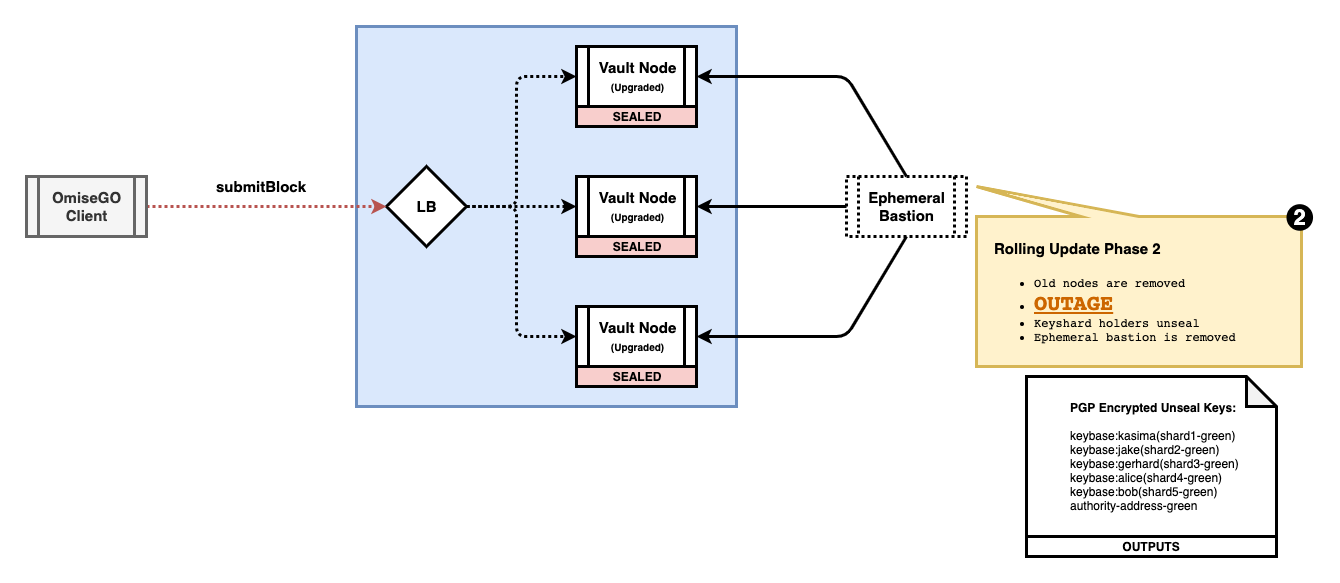 OmiseGO
Client
submitBlock
LB
Vault Node
(Upgraded)
SEALED
Vault Node
(Upgraded)
SEALED
Vault Node
(Upgraded)
SEALED
Ephemeral
Bastion
2
Rolling Update Phase 2
• Old nodes are removed
• OUTAGE
• Keyshard holders unseal
• Ephemeral bastion is removed
PGP Encrypted Unseal Keys:
keybase:kasima(shard1-green)
keybase:jake(shard2-green)
keybase:gerhard(shard3-green)
keybase:alice(shard4-green)
keybase:bob(shard5-green)
authority-address-green
OUTPUTS